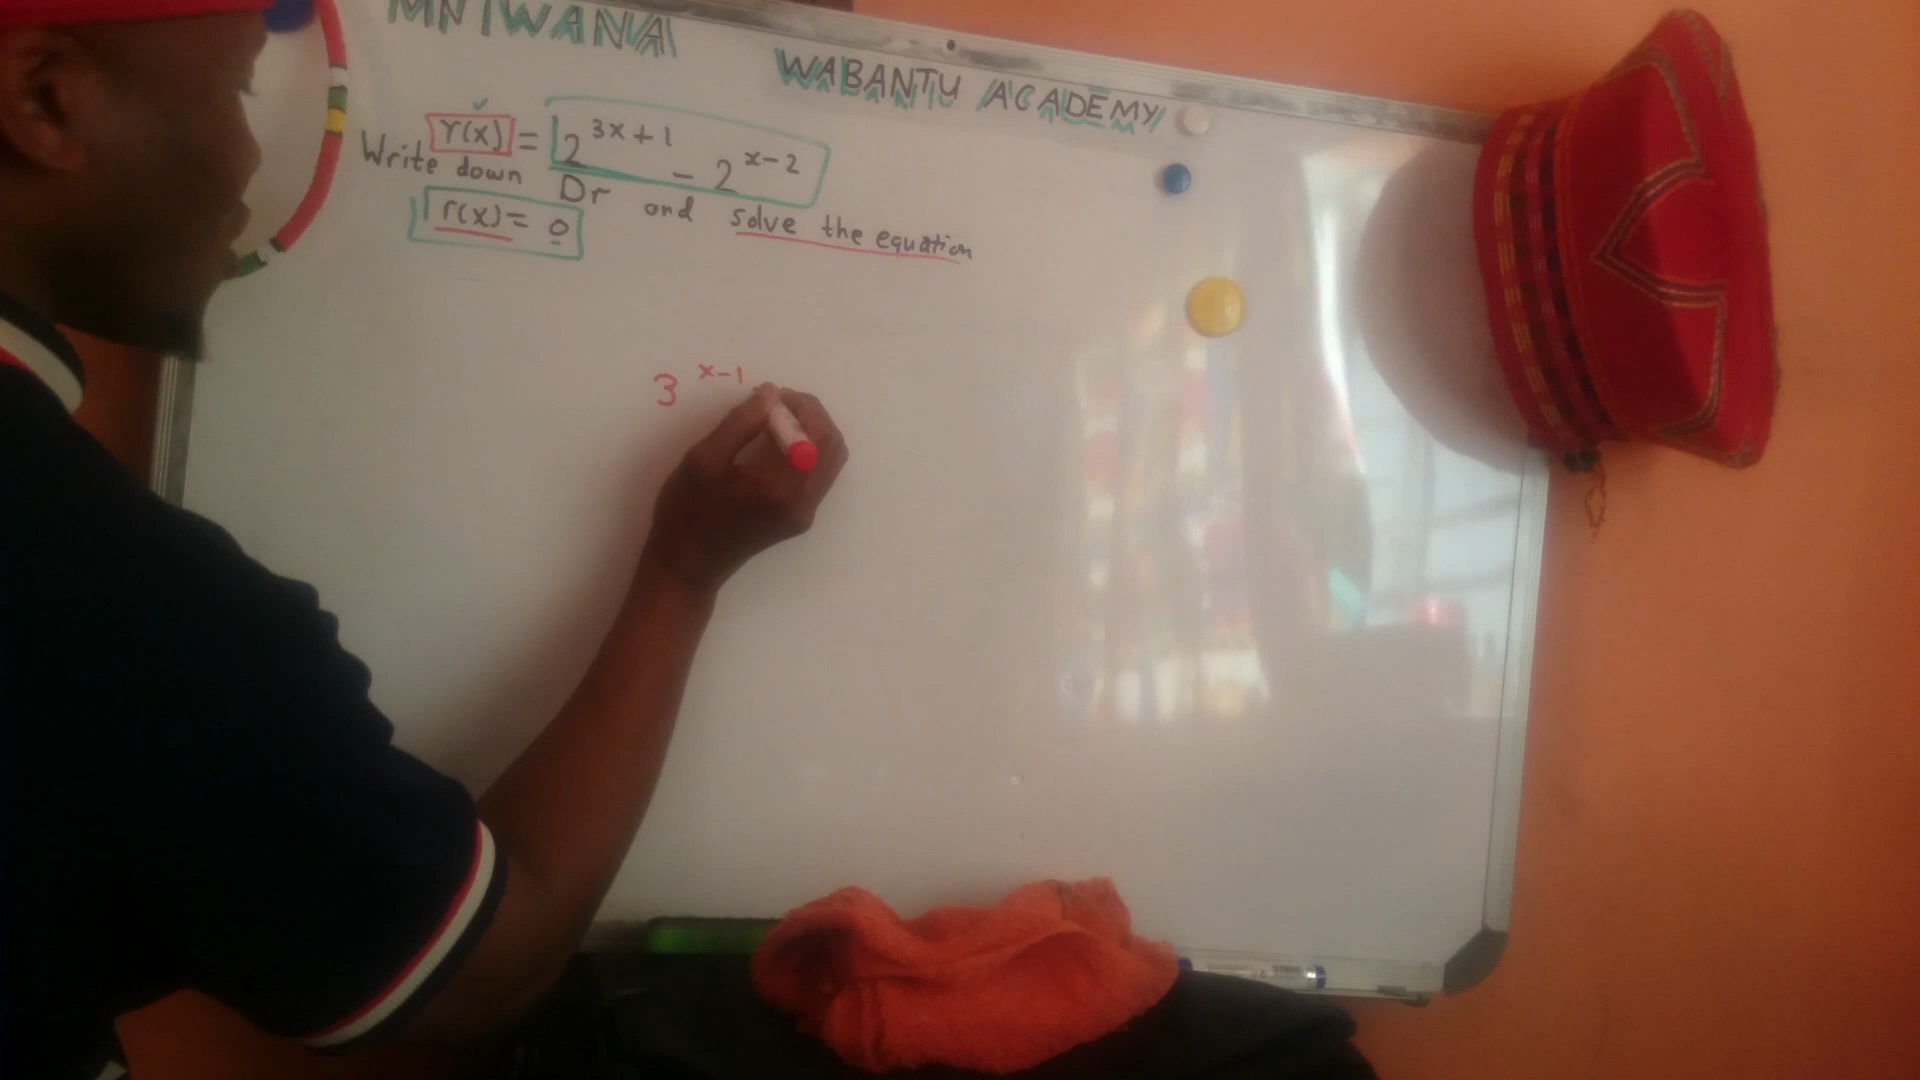 MNTWANA
WABANTU ACADEMY
r(x) = 2^{3x+1} - 2^{x-2}
Write down Dr and solve the equation
r(x) = 0
3^{x-1}